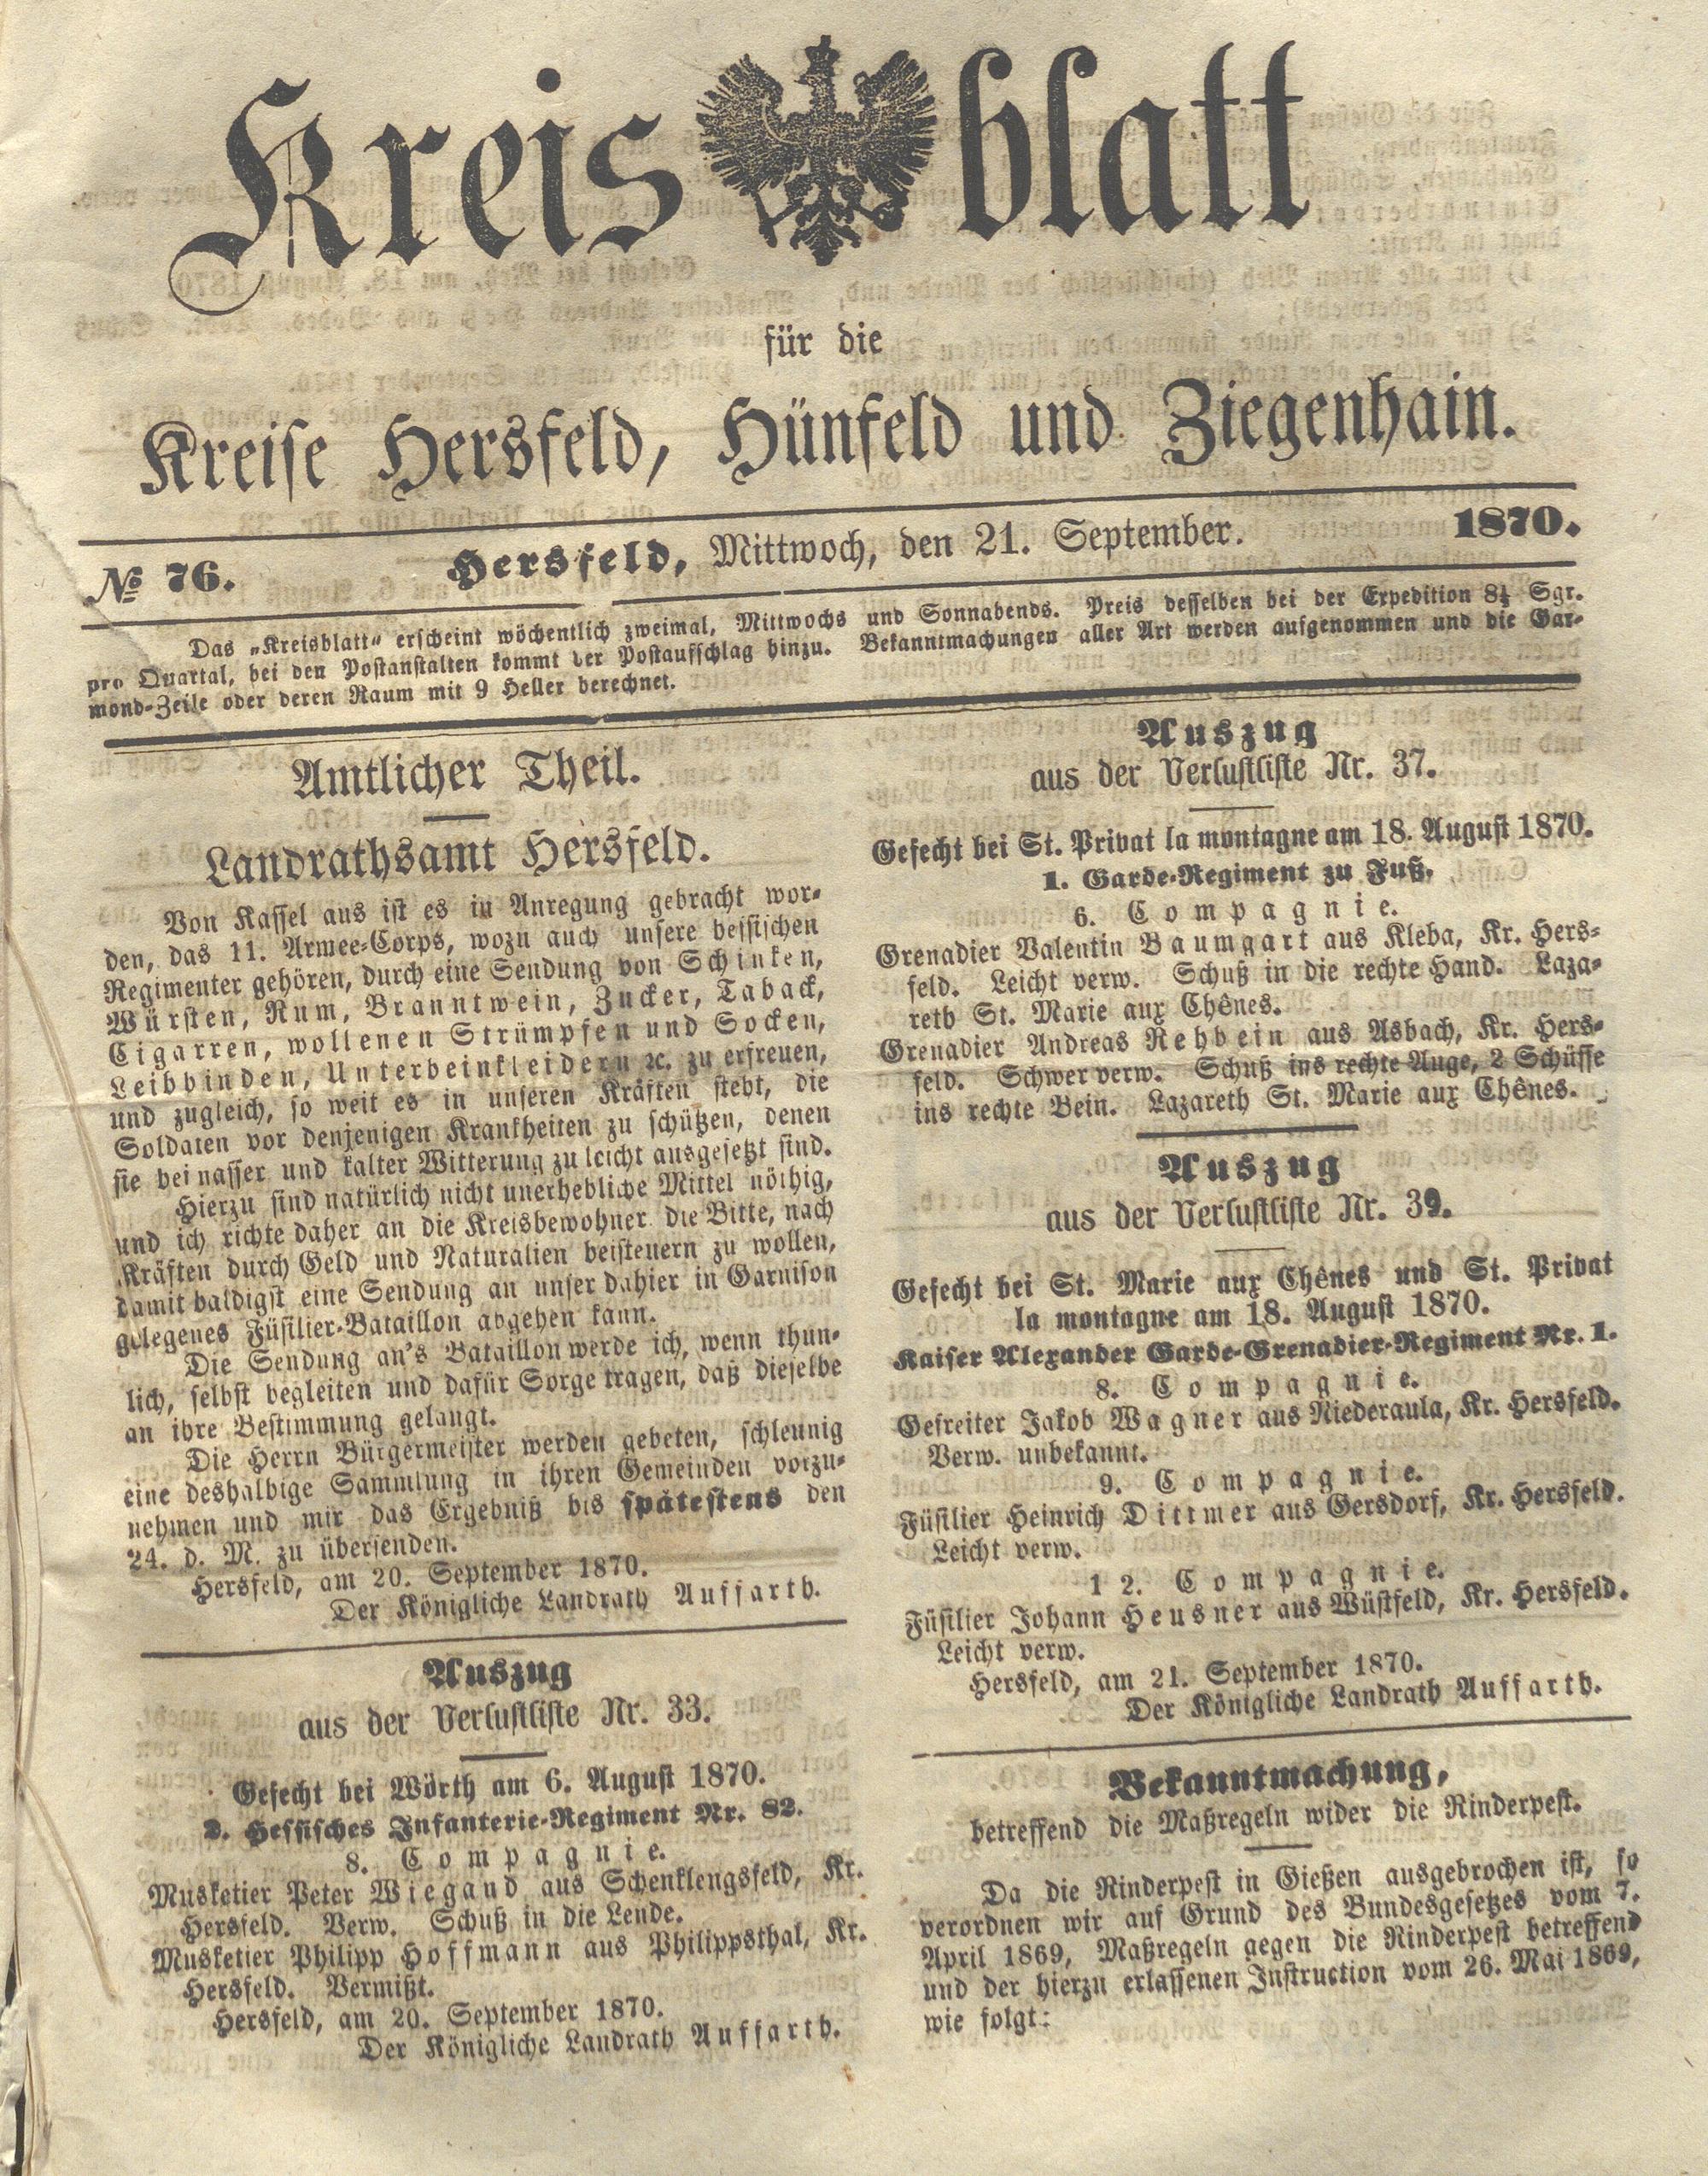 Kreisblatt
für die
Kreise Hersfeld, Hünfeld und Ziegenhain.
№ 76. Hersfeld, Mittwoch, den 21. September. 1870.
Das „Kreisblatt“ erscheint wöchentlich zweimal, Mittwochs und Sonnabends. Preis desselben bei der Expedition 8½ Sgr.
pro Quartal, bei den Postanstalten kommt der Postaufschlag hinzu. Bekanntmachungen aller Art werden aufgenommen und die Gar-
mond-Zeile oder deren Raum mit 9 Heller berechnet.
Amtlicher Theil.
Landrathsamt Hersfeld.
Von Kassel aus ist es in Anregung gebracht wor-
den, das 11. Armee-Corps, wozu auch unsere hessischen
Regimenter gehören, durch eine Sendung von Schinken,
Würsten, Rum, Branntwein, Zucker, Taback,
Cigarren, wollenen Strümpfen und Socken,
Leibbinden, Unterbeinkleidern ꝛc. zu erfreuen,
und zugleich, so weit es in unseren Kräften steht, die
Soldaten vor denjenigen Krankheiten zu schützen, denen
sie bei nasser und kalter Witterung zu leicht ausgesetzt sind.
Hierzu sind natürlich nicht unerhebliche Mittel nöthig,
und ich richte daher an die Kreisbewohner die Bitte, nach
Kräften durch Geld und Naturalien beisteuern zu wollen,
damit baldigst eine Sendung an unser dahier in Garnison
gelegenes Füsilier-Bataillon abgehen kann.
Die Sendung an's Bataillon werde ich, wenn thun-
lich, selbst begleiten und dafür Sorge tragen, daß dieselbe
an ihre Bestimmung gelangt.
Die Herrn Bürgermeister werden gebeten, schleunig
eine deshalbige Sammlung in ihren Gemeinden vorzu-
nehmen und mir das Ergebniß bis spätestens den
24. d. M. zu übersenden.
Hersfeld, am 20. September 1870.
Der Königliche Landrath Auffarth.
Auszug
aus der Verlustliste Nr. 33.
Gefecht bei Wörth am 6. August 1870.
2. Hessisches Infanterie-Regiment Nr. 82.
8. Compagnie.
Musketier Peter Wiegand aus Schenklengsfeld, Kr.
Hersfeld. Verw. Schuß in die Lende.
Musketier Philipp Hoffmann aus Philippsthal, Kr.
Hersfeld. Vermißt.
Hersfeld, am 20. September 1870.
Der Königliche Landrath Auffarth.
Auszug
aus der Verlustliste Nr. 37.
Gefecht bei St. Privat la montagne am 18. August 1870.
1. Garde-Regiment zu Fuß.
6. Compagnie.
Grenadier Valentin Baumgart aus Kleba, Kr. Hers-
feld. Leicht verw. Schuß in die rechte Hand. Laza-
reth St. Marie aux Chênes.
Grenadier Andreas Rehbein aus Asbach, Kr. Hers-
feld. Schwer verw. Schuß ins rechte Auge, 2 Schüsse
ins rechte Bein. Lazareth St. Marie aux Chênes.
Auszug
aus der Verlustliste Nr. 39.
Gefecht bei St. Marie aux Chênes und St. Privat
la montagne am 18. August 1870.
Kaiser Alexander Garde-Grenadier-Regiment Nr. 1.
8. Compagnie.
Gefreiter Jakob Wagner aus Niederaula, Kr. Hersfeld.
Verw. unbekannt.
9. Compagnie.
Füsilier Heinrich Dittmer aus Gersdorf, Kr. Hersfeld.
Leicht verw.
12. Compagnie.
Füsilier Johann Heusner aus Wüstfeld, Kr. Hersfeld.
Leicht verw.
Hersfeld, am 21. September 1870.
Der Königliche Landrath Auffarth.
Bekanntmachung,
betreffend die Maßregeln wider die Rinderpest.
Da die Rinderpest in Gießen ausgebrochen ist, so
verordnen wir auf Grund des Bundesgesetzes vom 7.
April 1869, Maßregeln gegen die Rinderpest betreffend
und der hierzu erlassenen Instruction vom 26. Mai 1869,
wie folgt: